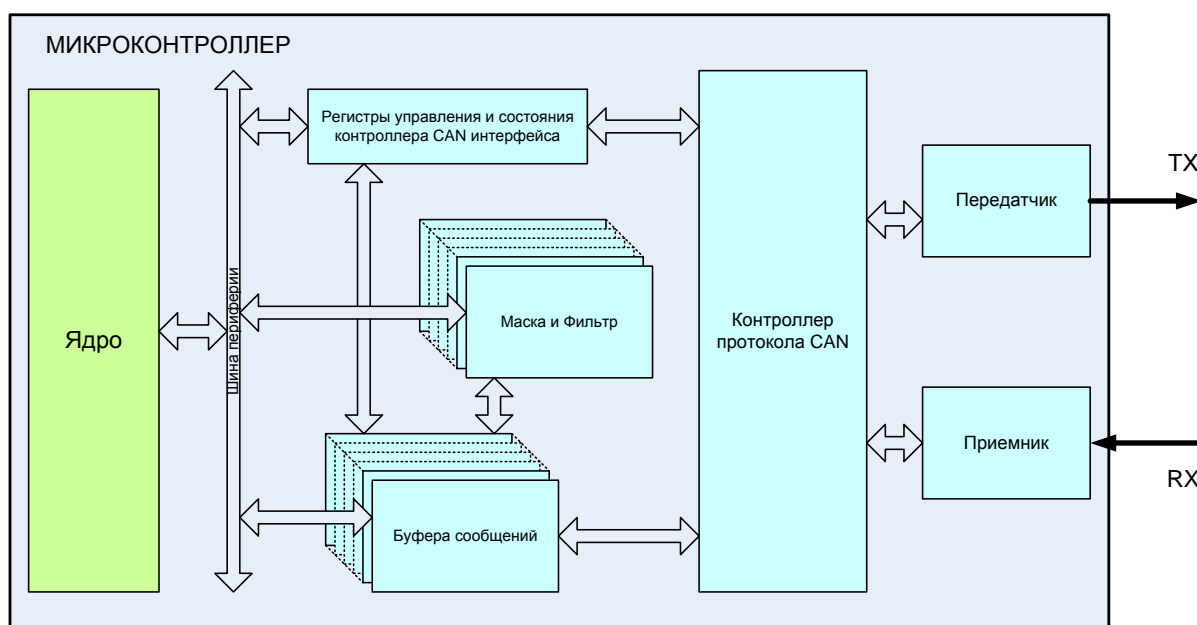 МИКРОКОНТРОЛЛЕР
Регистры управления и состояния
контроллера CAN интерфейса
TX
Передатчик
Шина периферии
Ядро
Маска и Фильтр
Контроллер
протокола CAN
Приемник
RX
Буфера сообщений